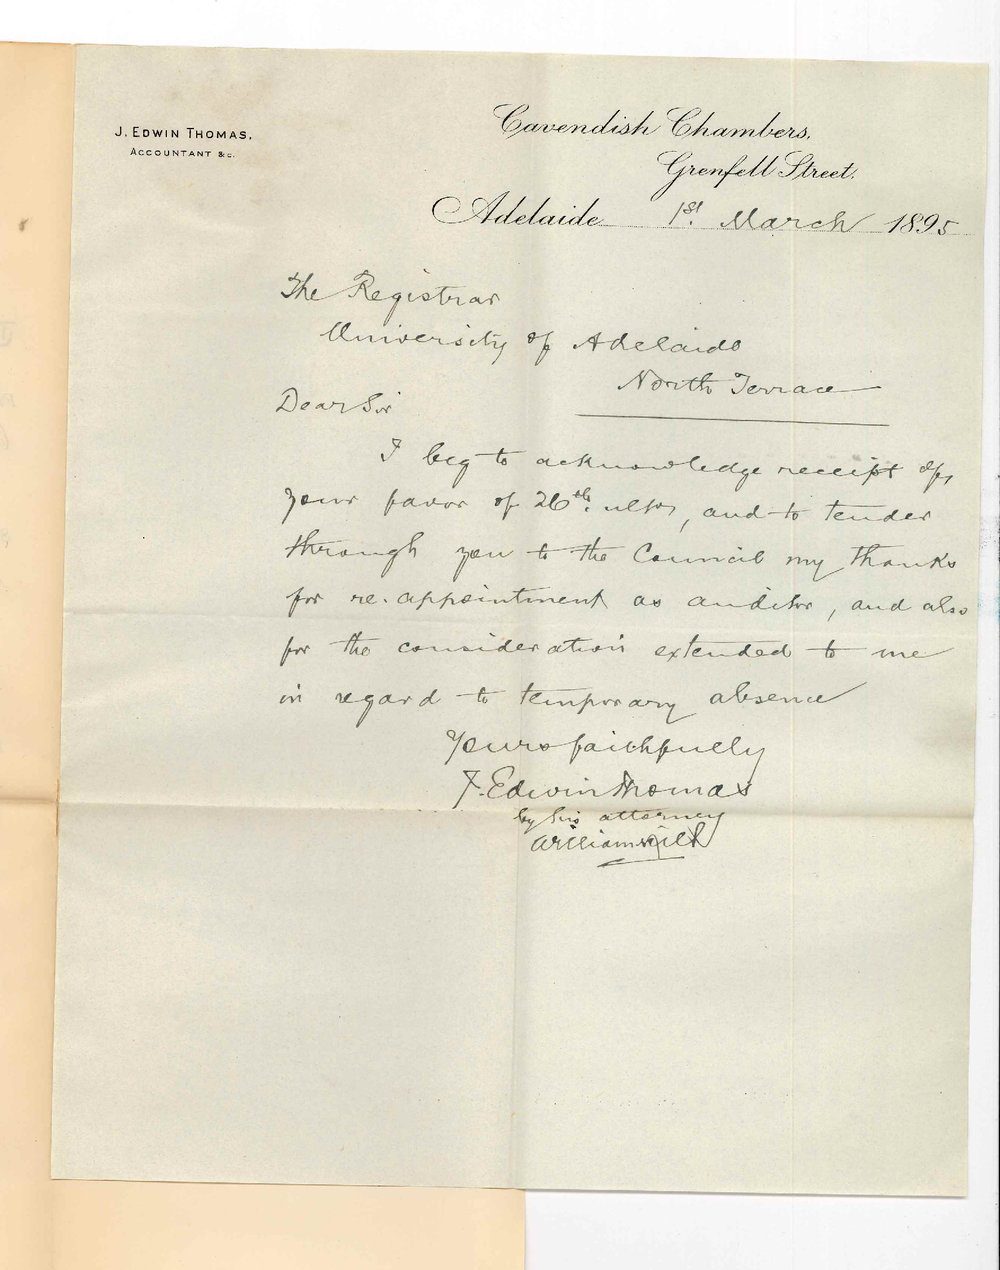 J. EDWIN THOMAS,
ACCOUNTANT &c.
Cavendish Chambers,
Grenfell Street.
Adelaide 1st. March 1895
The Registrar
University of Adelaide
North Terrace
Dear Sir
I beg to acknowledge receipt of
your favor of 26th. ulto, and to tender
through you to the Council my thanks
for re-appointment as auditor, and also
for the consideration extended to me
in regard to temporary absence
Yours faithfully
J. Edwin Thomas
by his attorney
William